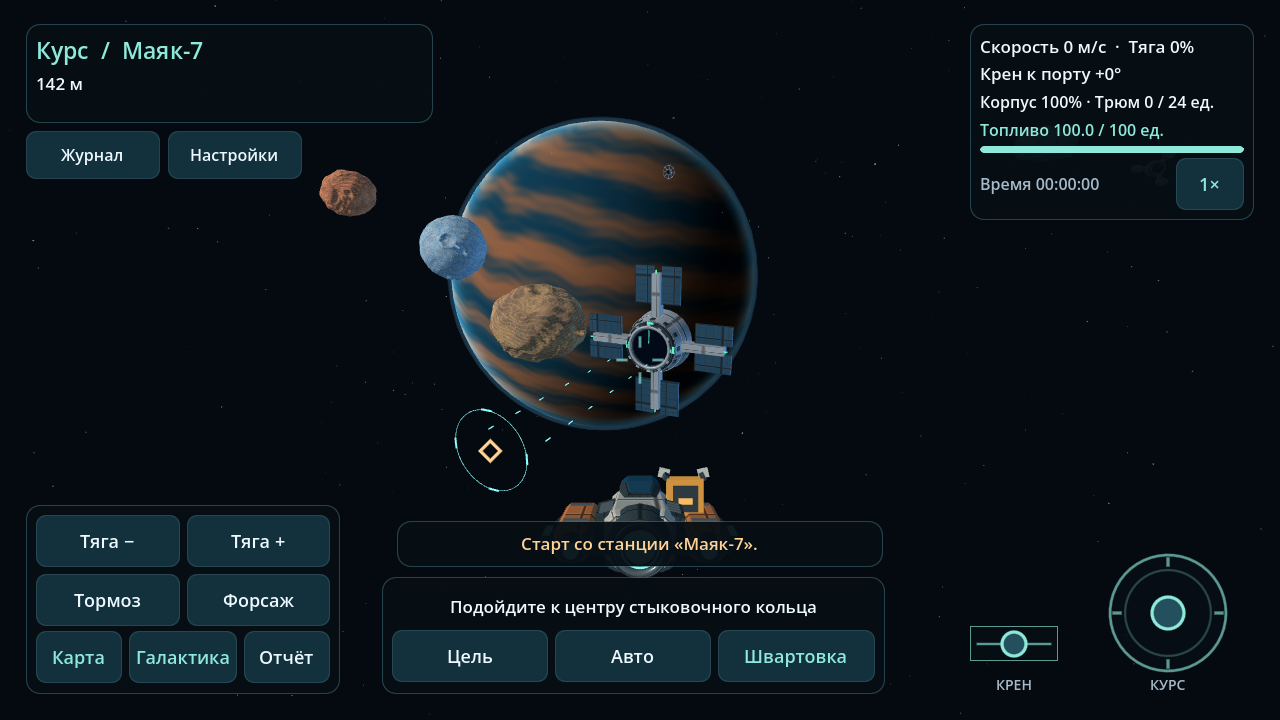 Курс / Маяк-7
142 м
Журнал
Настройки
Скорость 0 м/с · Тяга 0%
Крен к порту +0°
Корпус 100% · Трюм 0 / 24 ед.
Топливо 100.0 / 100 ед.
Время 00:00:00
1×
Тяга −
Тяга +
Тормоз
Форсаж
Карта
Галактика
Отчёт
Старт со станции «Маяк-7».
Подойдите к центру стыковочного кольца
Цель
Авто
Швартовка
КРЕН
КУРС